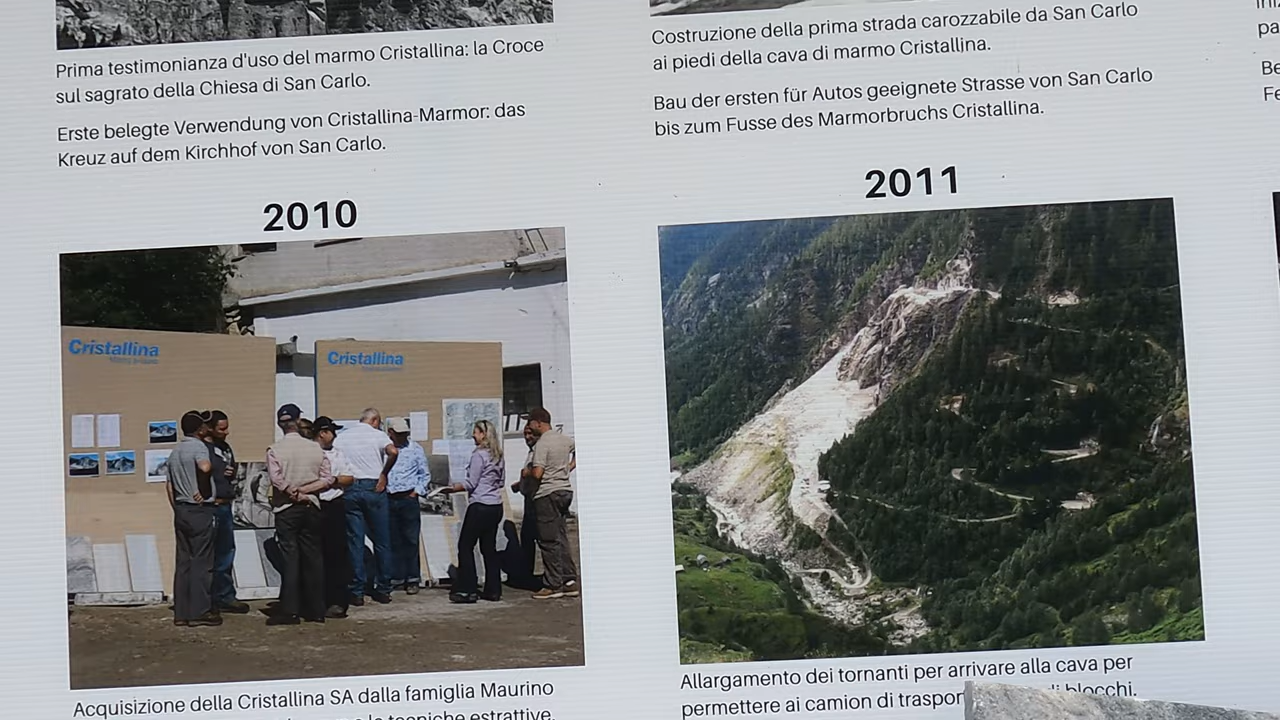 Prima testimonianza d'uso del marmo Cristallina: la Croce
sul sagrato della Chiesa di San Carlo.
Erste belegte Verwendung von Cristallina-Marmor: das
Kreuz auf dem Kirchhof von San Carlo.
Costruzione della prima strada carozzabile da San Carlo
ai piedi della cava di marmo Cristallina.
Bau der ersten für Autos geeignete Strasse von San Carlo
bis zum Fusse des Marmorbruchs Cristallina.
2010
Cristallina
Cristallina
Acquisizione della Cristallina SA dalla famiglia Maurino
le tecniche estrattive.
2011
Allargamento dei tornanti per arrivare alla cava per
permettere ai camion di blocchi.
Be